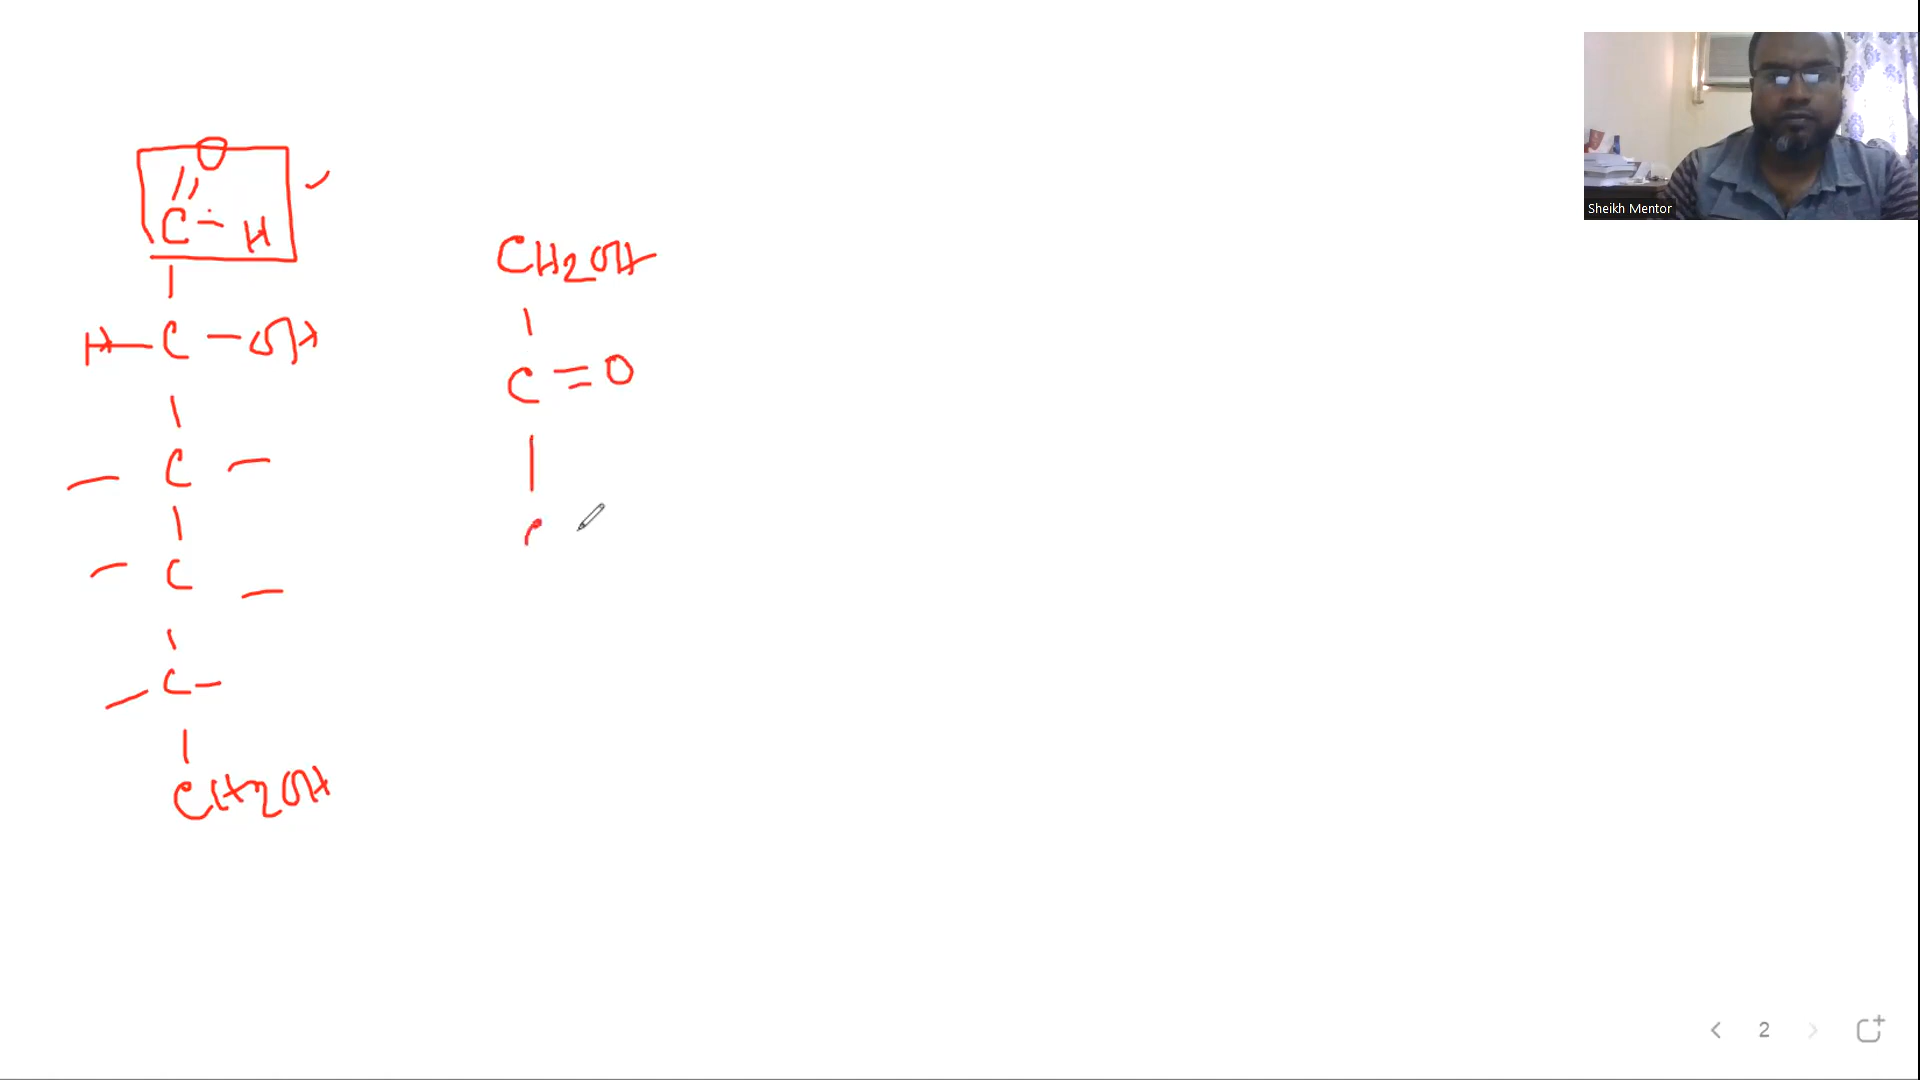 O
//
C - H
|
H - C - OH
|
- C -
|
- C -
|
- C -
|
CH2OH
CH2OH
|
C = O
|
Sheikh Mentor
2